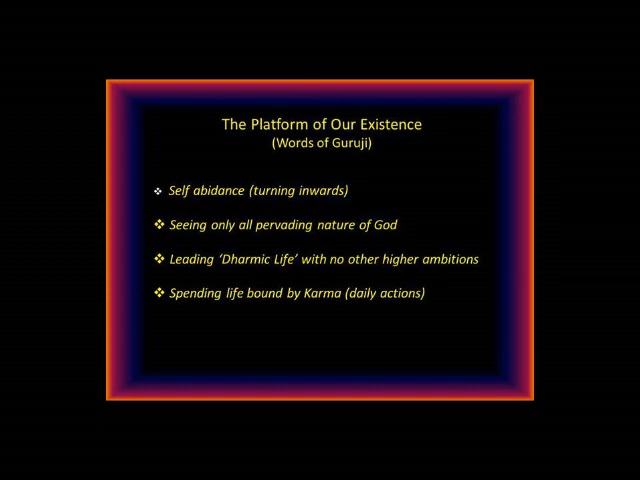 The Platform of Our Existence
(Words of Guruji)
❖ Self abidance (turning inwards)
❖ Seeing only all pervading nature of God
❖ Leading ‘Dharmic Life’ with no other higher ambitions
❖ Spending life bound by Karma (daily actions)